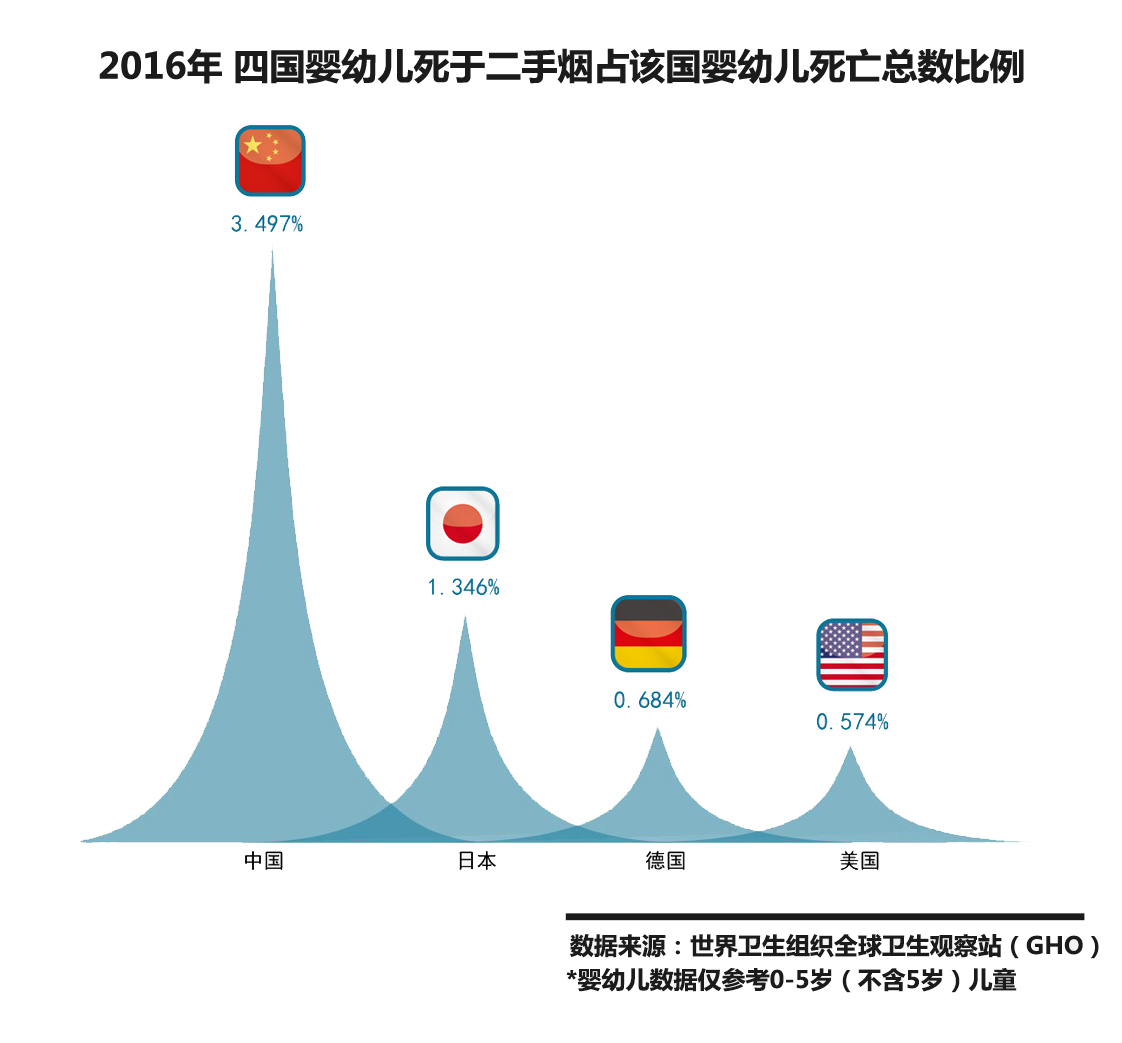 2016年 四国婴幼儿死于二手烟占该国婴幼儿死亡总数比例
3.497%
1.346%
0.684%
0.574%
中国
日本
德国
美国
数据来源：世界卫生组织全球卫生观察站（GHO）
*婴幼儿数据仅参考0-5岁（不含5岁）儿童